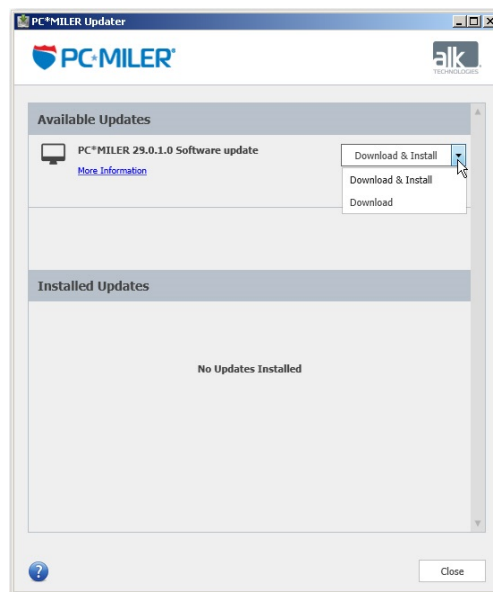 PC*MILER Updater
PC*MILER
alk
TECHNOLOGIES
Available Updates
PC*MILER 29.0.1.0 Software update
Download & Install
More Information
Download & Install
Download
Installed Updates
No Updates Installed
?
Close